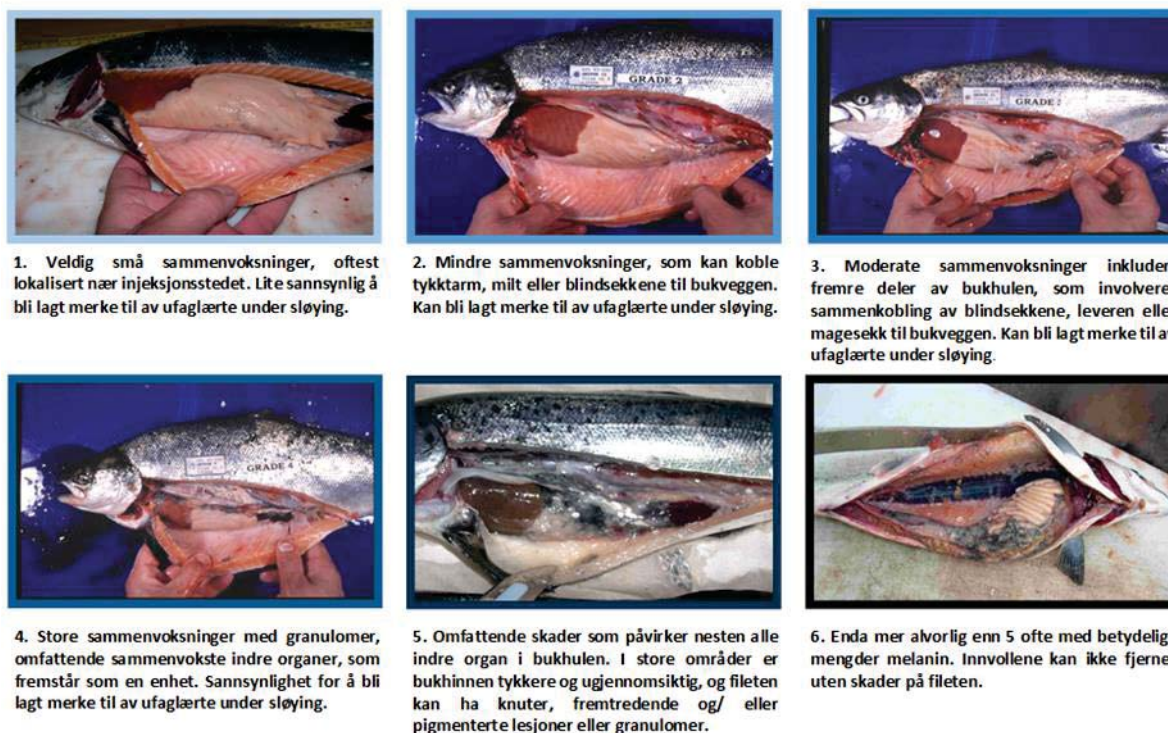 GRADE 2
GRADE
1. Veldig små sammenvoksninger, oftest
lokalisert nær injeksjonsstedet. Lite sannsynlig å
bli lagt merke til av ufaglærte under sløying.
2. Mindre sammenvoksninger, som kan koble
tykktarm, milt eller blindsekkene til bukveggen.
Kan bli lagt merke til av ufaglærte under sløying.
3. Moderate sammenvoksninger inkluder
fremre deler av bukhulen, som involvere
sammenkobling av blindsekkene, leveren elle
magesekk til bukveggen. Kan bli lagt merke til av
ufaglærte under sløying.
GRADE 4
4. Store sammenvoksninger med granulomer,
omfattende sammenvokste indre organer, som
fremstår som en enhet. Sannsynlighet for å bli
lagt merke til av ufaglærte under sløying.
5. Omfattende skader som påvirker nesten alle
indre organ i bukhulen. I store områder er
bukhinnen tykkere og ugjennomsiktig, og fileten
kan ha knuter, fremtredende og/ eller
pigmenterte lesjoner eller granulomer.
6. Enda mer alvorlig enn 5 ofte med betydelig
mengder melanin. Innvollene kan ikke fjerne
uten skader på fileten.